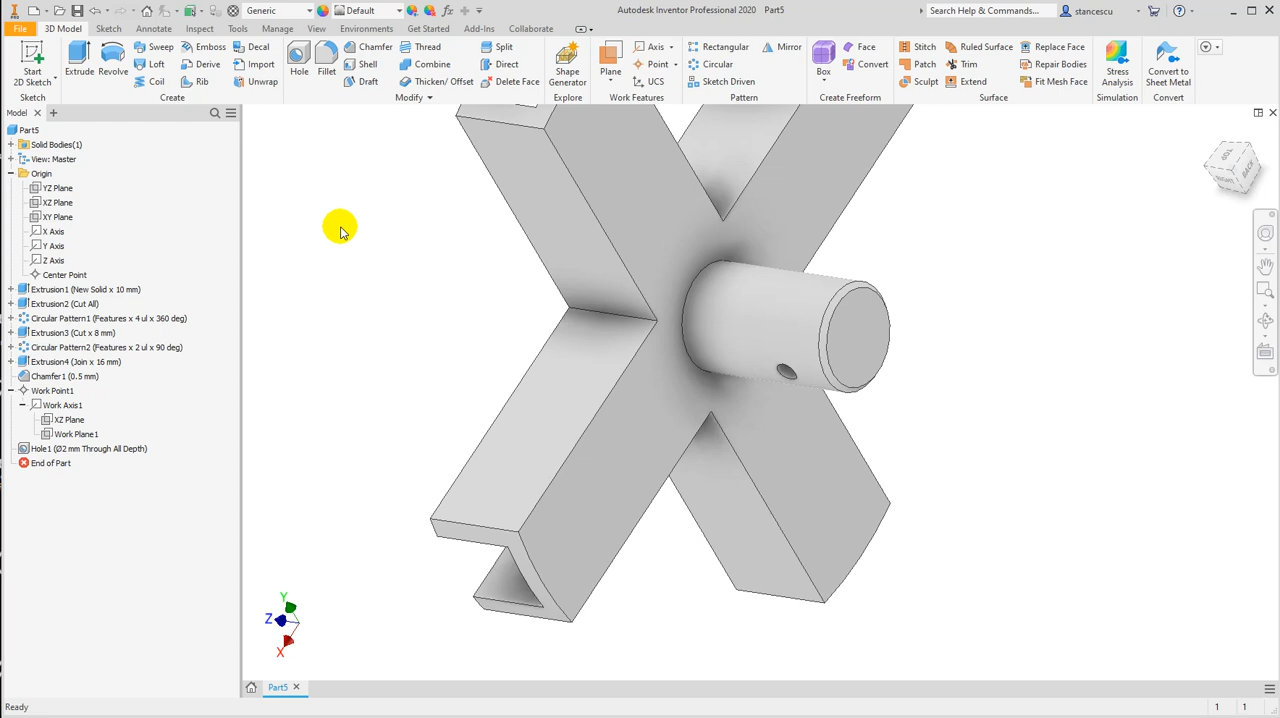 Generic
Default
Autodesk Inventor Professional 2020 Part5
Search Help & Commands...
stancescu
PRO
File
3D Model
Sketch
Annotate
Inspect
Tools
Manage
View
Environments
Get Started
Add-Ins
Collaborate
Start
2D Sketch
Sketch
Extrude
Revolve
Sweep
Loft
Coil
Emboss
Derive
Rib
Decal
Import
Unwrap
Create
Hole
Fillet
Chamfer
Shell
Draft
Thread
Combine
Thicken/ Offset
Split
Direct
Delete Face
Modify
Shape
Generator
Explore
Plane
Axis
Point
UCS
Work Features
Rectangular
Circular
Sketch Driven
Mirror
Pattern
Box
Face
Convert
Create Freeform
Stitch
Patch
Sculpt
Ruled Surface
Trim
Extend
Replace Face
Repair Bodies
Fit Mesh Face
Surface
Stress
Analysis
Simulation
Convert to
Sheet Metal
Convert
Model
Part5
Solid Bodies(1)
View: Master
Origin
YZ Plane
XZ Plane
XY Plane
X Axis
Y Axis
Z Axis
Center Point
Extrusion1 (New Solid x 10 mm)
Extrusion2 (Cut All)
Circular Pattern1 (Features x 4 ul x 360 deg)
Extrusion3 (Cut x 8 mm)
Circular Pattern2 (Features x 2 ul x 90 deg)
Extrusion4 (Join x 16 mm)
Chamfer1 (0.5 mm)
Work Point1
Work Axis1
XZ Plane
Work Plane1
Hole1 (Ø2 mm Through All Depth)
End of Part
TOP
BACK
Y
Z
X
Part5
Ready
1 1